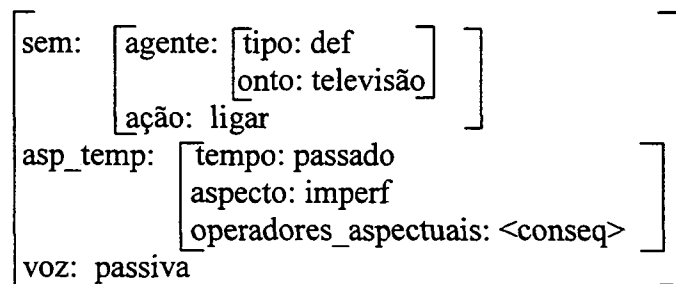 sem: agente: tipo: def
onto: televisão
ação: ligar
asp_temp: tempo: passado
aspecto: imperf
operadores_aspectuais: <conseq>
voz: passiva